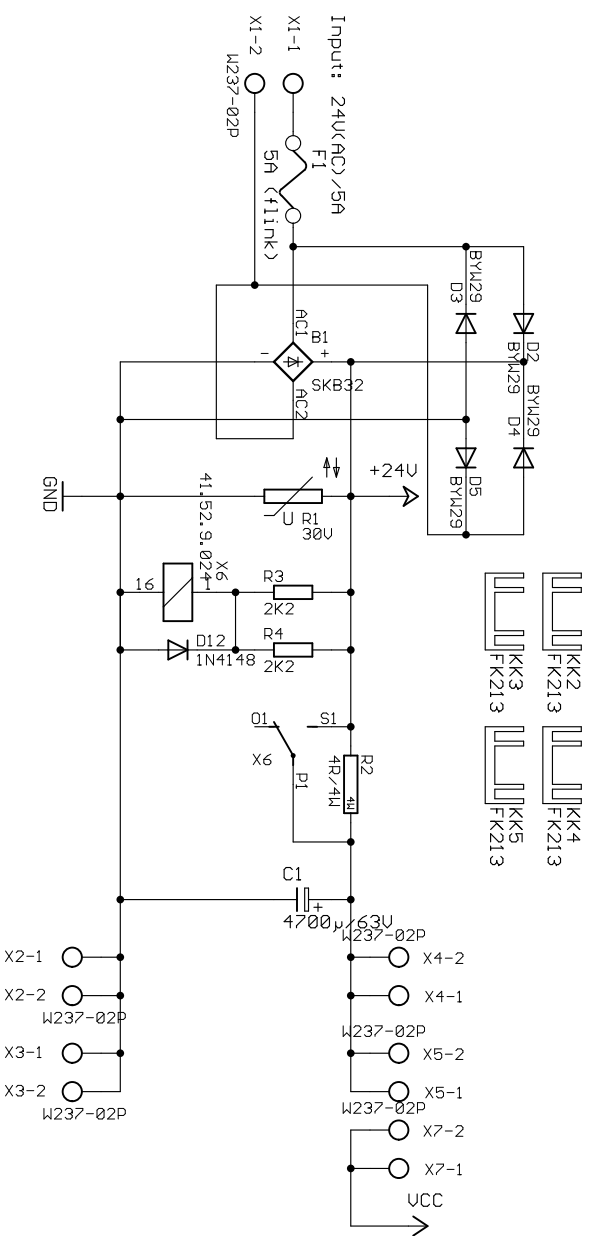 Input: 24V(AC)/5A
X1-1
X1-2
W237-02P
F1
5A (flink)
BYW29
D3
D2
BYW29
BYW29
D4
D5
BYW29
AC1
B1
-
+
SKB32
AC2
+24V
GND
U
R1
30V
41.52.9.024
X6
16
1
R3
2K2
R4
2K2
D12
1N4148
KK2
FK213
KK3
FK213
KK4
FK213
KK5
FK213
O1
S1
X6
P1
R2
4R/4W
4W
C1
+
4700µ/63V
W237-02P
X2-1
X4-2
X2-2
X4-1
W237-02P
W237-02P
X3-1
X5-2
X3-2
X5-1
W237-02P
W237-02P
X7-2
X7-1
VCC